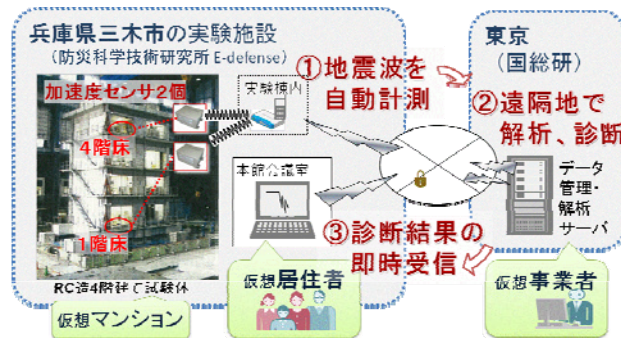 兵庫県三木市の実験施設
(防災科学技術研究所 E-defense)
加速度センサ2個
4階床
1階床
RC造4階建て試験体
仮想マンション
実験棟内
本館会議室
仮想居住者
①地震波を
自動計測
東京
(国総研)
②遠隔地で
解析、診断
データ
管理・
解析
サーバ
③診断結果の
即時受信
仮想事業者